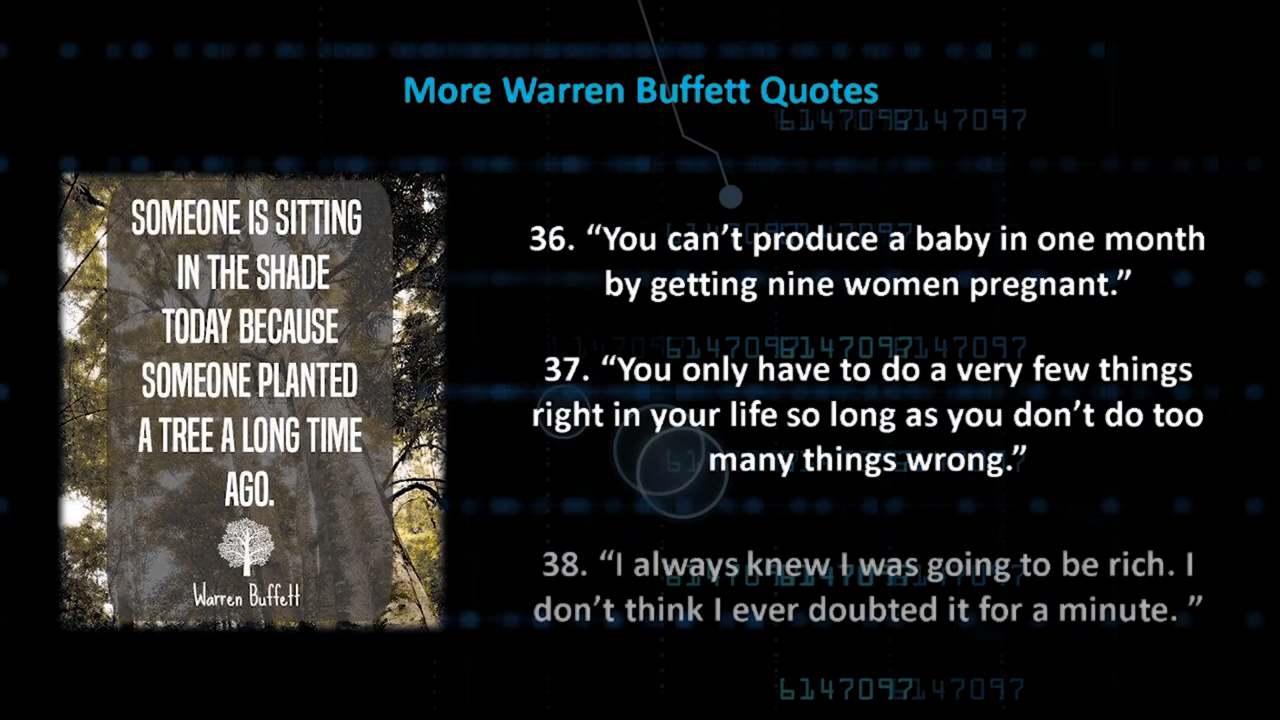 More Warren Buffett Quotes
6147097 6147097
SOMEONE IS SITTING
IN THE SHADE
TODAY BECAUSE
SOMEONE PLANTED
A TREE A LONG TIME
AGO.
Warren Buffett
36. “You can’t produce a baby in one month
by getting nine women pregnant.”
37. “You only have to do a very few things
right in your life so long as you don’t do too
many things wrong.”
38. “I always knew I was going to be rich. I
don’t think I ever doubted it for a minute. ”
6147097 6147097